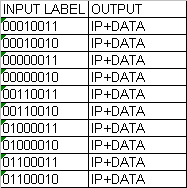 INPUT LABEL OUTPUT
00010011 IP+DATA
00010010 IP+DATA
00000011 IP+DATA
00000010 IP+DATA
00110011 IP+DATA
00110010 IP+DATA
01000011 IP+DATA
01000010 IP+DATA
01100011 IP+DATA
01100010 IP+DATA